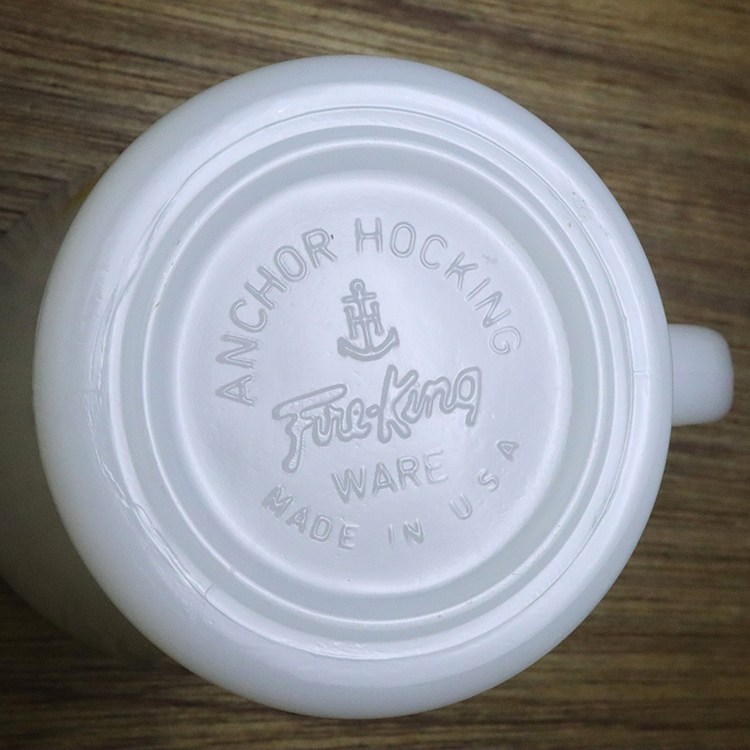 ANCHOR HOCKING
H
Fire-King
WARE
MADE IN U.S.A